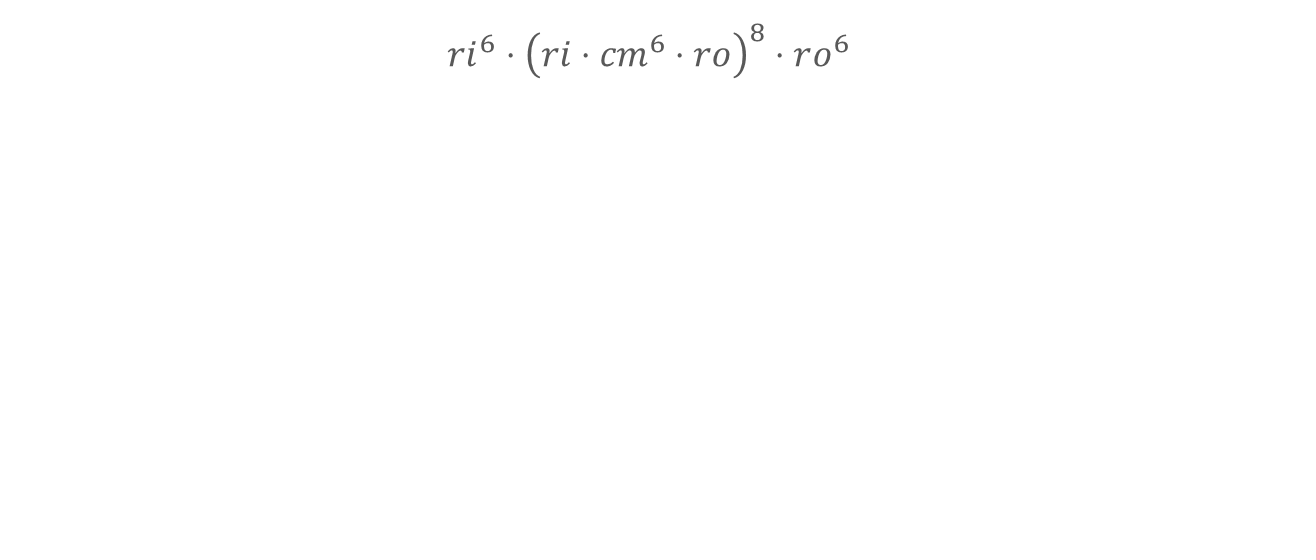 ri⁶ · (ri · cm⁶ · ro)⁸ · ro⁶